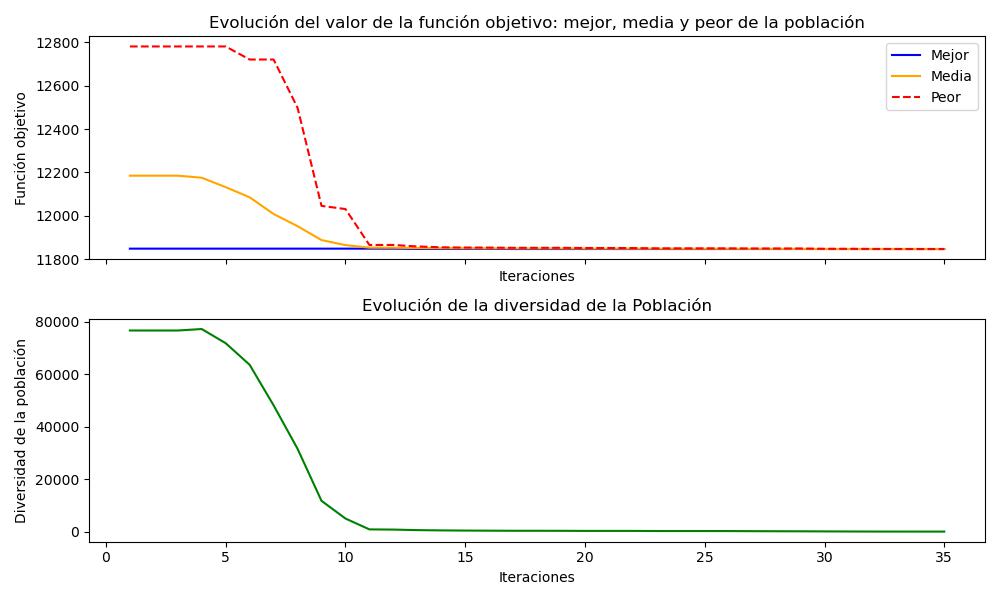 Evolución del valor de la función objetivo: mejor, media y peor de la población
12800
12600
12400
12200
12000
11800
Función objetivo
Mejor
Media
Peor
Iteraciones
Evolución de la diversidad de la Población
80000
60000
40000
20000
0
Diversidad de la población
0 5 10 15 20 25 30 35
Iteraciones